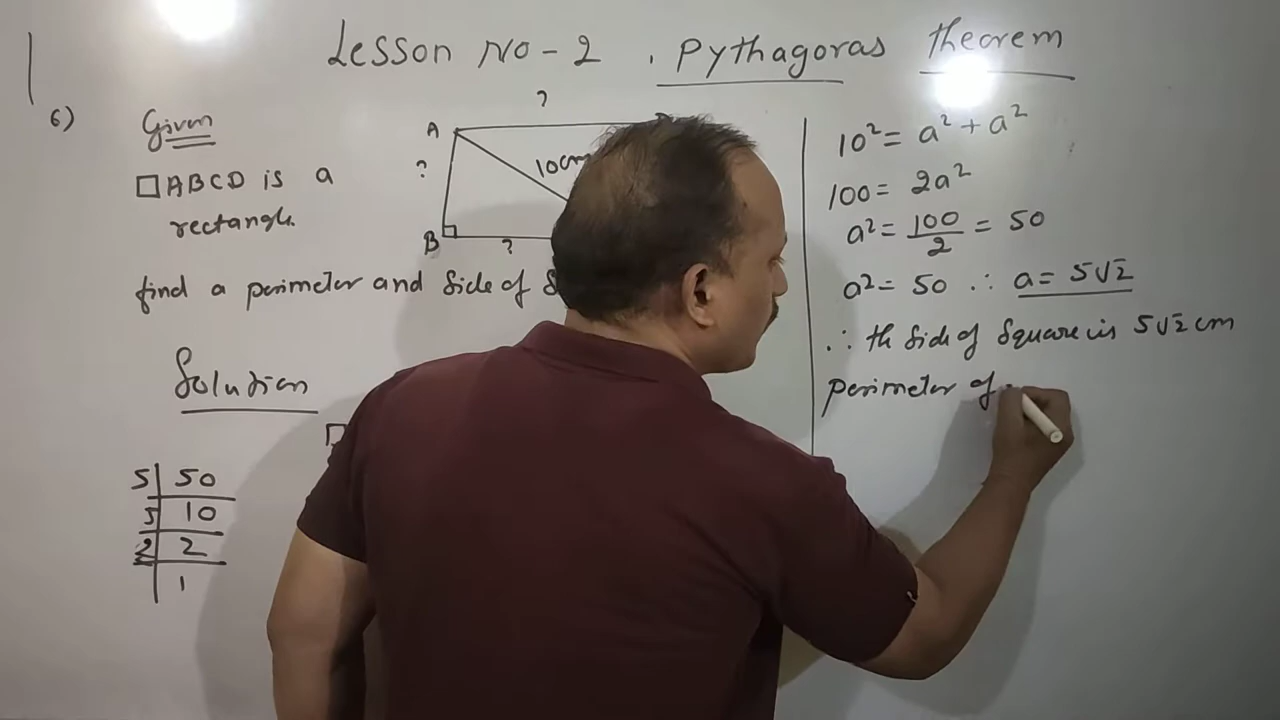 Lesson No - 2 . Pythagoras theorem
6) Given
□ABCD is a
rectangle.
find a perimeter and side of S
Solution
□
5 50
5 10
2 2
1
?
A
?
10cm
B
?
10² = a² + a²
100 = 2a²
a² = 100/2 = 50
a² = 50 ∴ a = 5√2
∴ th side of square is 5√2 cm
perimeter of